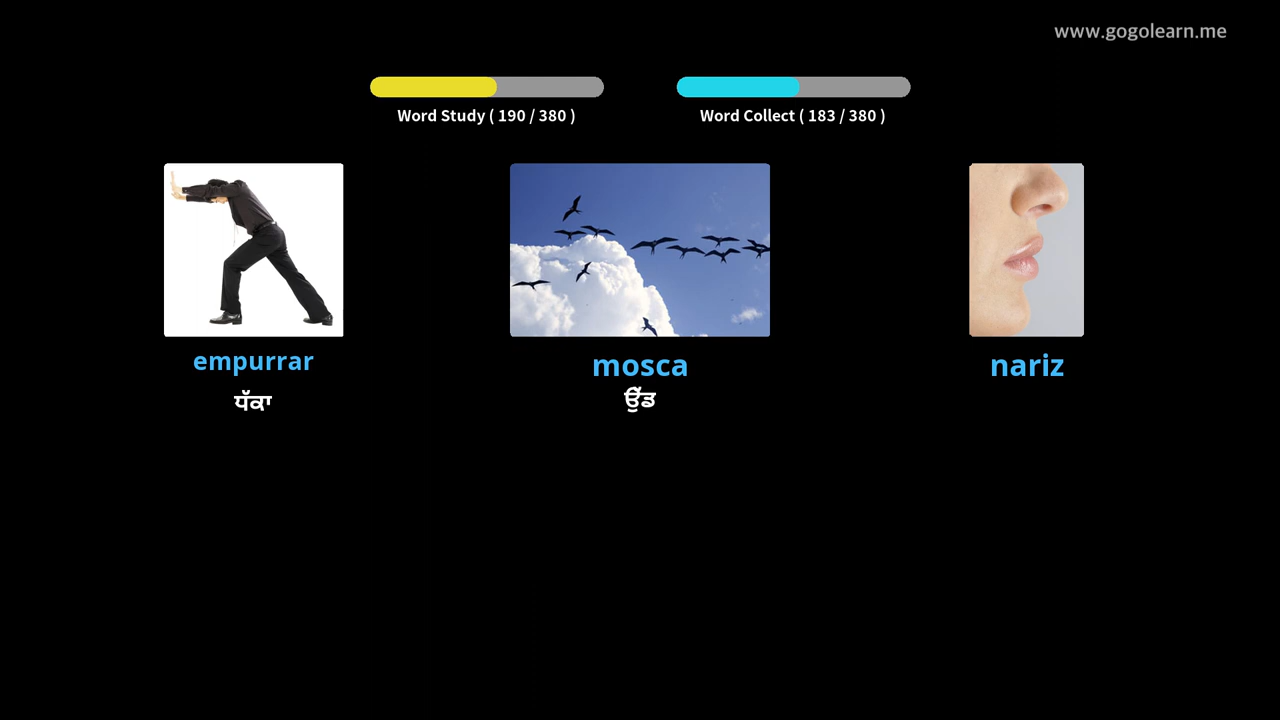 www.gogolearn.me
Word Study ( 190 / 380 )
Word Collect ( 183 / 380 )
empurrar
mosca
nariz
ਧੱਕਾ
ਉੱਡ